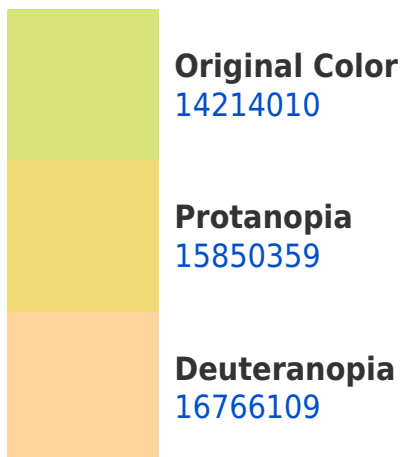 Original Color
14214010
Protanopia
15850359
Deuteranopia
16766109